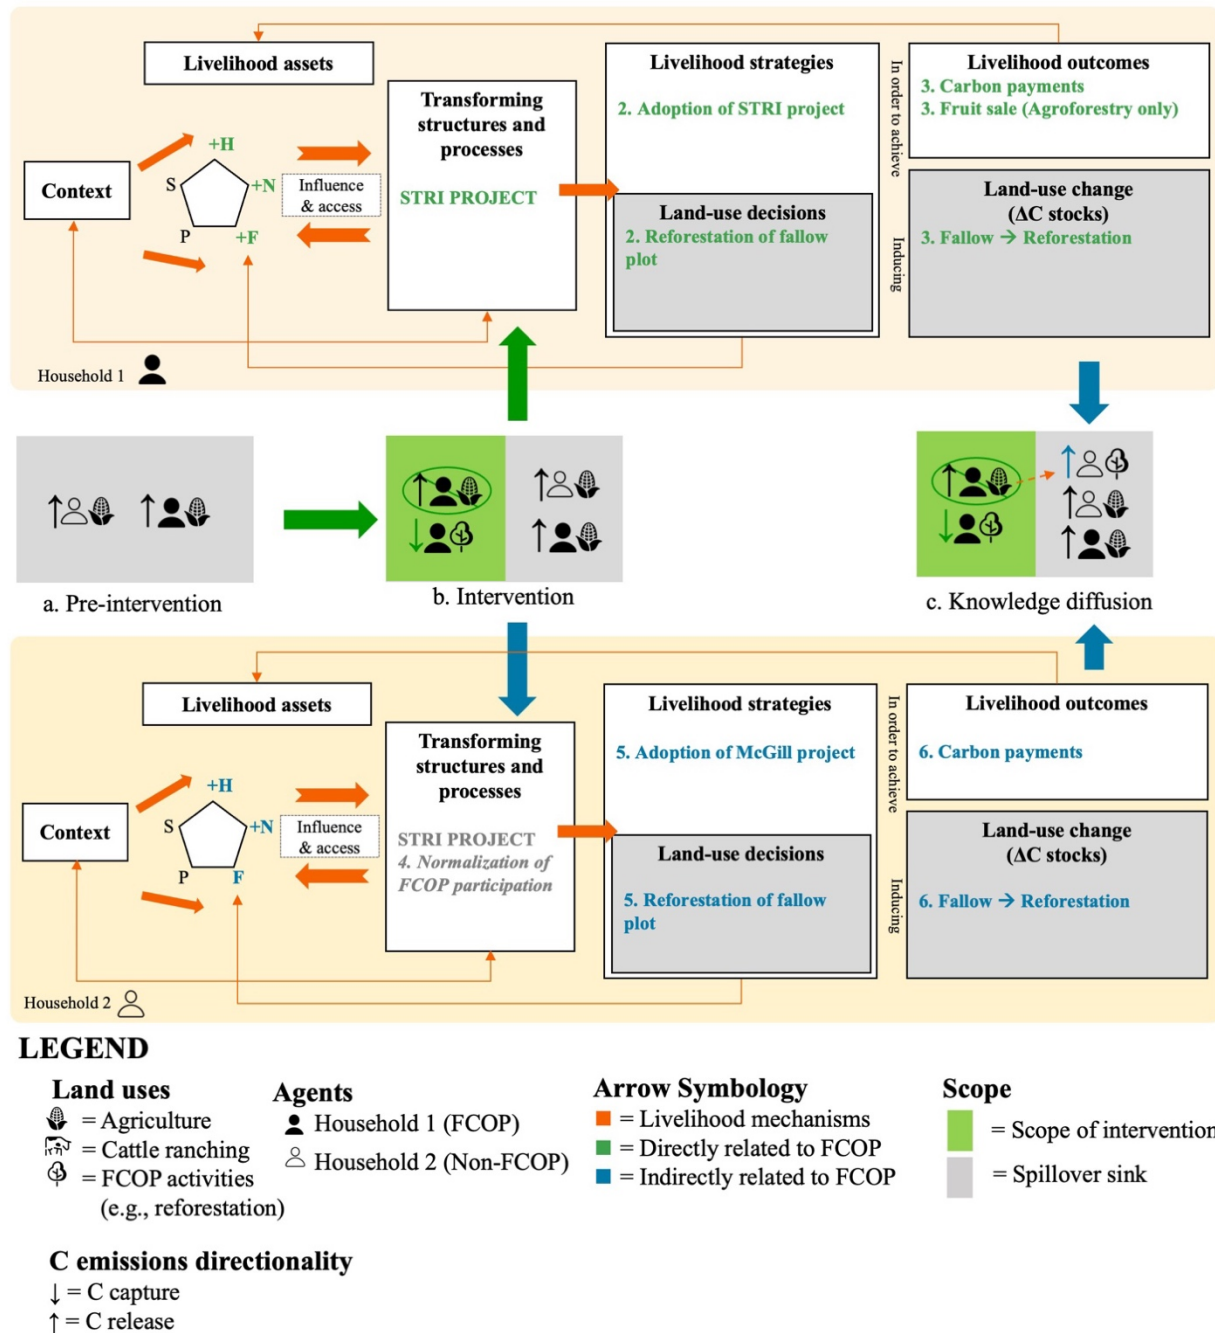 Livelihood assets
Context
+H
S
+N
P
+F
Influence
& access
Transforming
structures and
processes
STRI PROJECT
Livelihood strategies
2. Adoption of STRI project
Land-use decisions
2. Reforestation of fallow
plot
In order to achieve
Inducing
Livelihood outcomes
3. Carbon payments
3. Fruit sale (Agroforestry only)
Land-use change
(ΔC stocks)
3. Fallow → Reforestation
Household 1
a. Pre-intervention
b. Intervention
c. Knowledge diffusion
Livelihood assets
Context
+H
S
+N
P
F
Influence
& access
Transforming
structures and
processes
STRI PROJECT
4. Normalization of
FCOP participation
Livelihood strategies
5. Adoption of McGill project
Land-use decisions
5. Reforestation of fallow
plot
In order to achieve
Inducing
Livelihood outcomes
6. Carbon payments
Land-use change
(ΔC stocks)
6. Fallow → Reforestation
Household 2
LEGEND
Land uses
= Agriculture
= Cattle ranching
= FCOP activities
(e.g., reforestation)
Agents
Household 1 (FCOP)
Household 2 (Non-FCOP)
Arrow Symbology
= Livelihood mechanisms
= Directly related to FCOP
= Indirectly related to FCOP
Scope
= Scope of intervention
= Spillover sink
C emissions directionality
↓ = C capture
↑ = C release